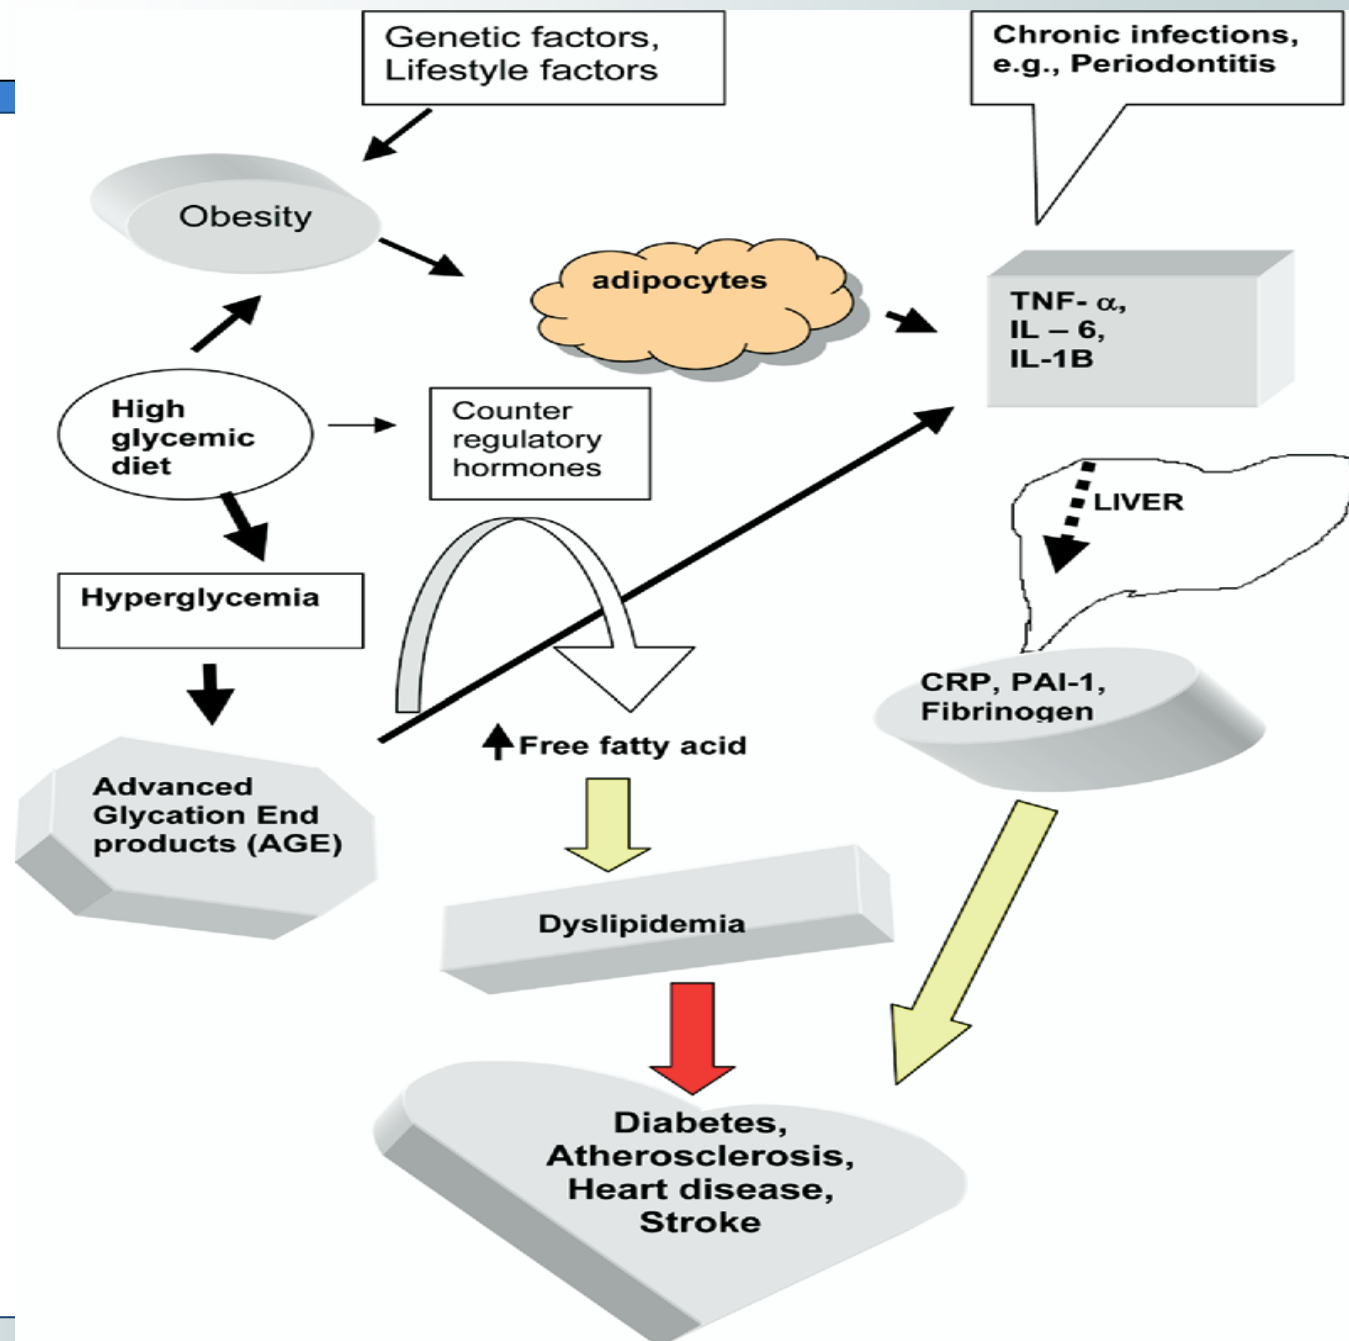 Genetic factors,
Lifestyle factors
Chronic infections,
e.g., Periodontitis
Obesity
adipocytes
TNF- α,
IL – 6,
IL-1B
High
glycemic
diet
Counter
regulatory
hormones
LIVER
Hyperglycemia
CRP, PAI-1,
Fibrinogen
Free fatty acid
Advanced
Glycation End
products (AGE)
Dyslipidemia
Diabetes,
Atherosclerosis,
Heart disease,
Stroke